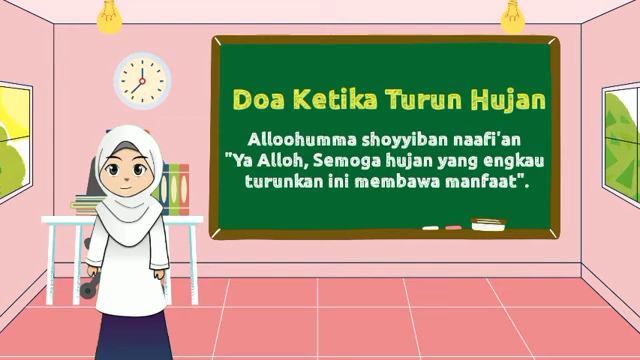 Doa Ketika Turun Hujan
Alloohumma shoyyiban naafi'an
"Ya Alloh, Semoga hujan yang engkau
turunkan ini membawa manfaat".